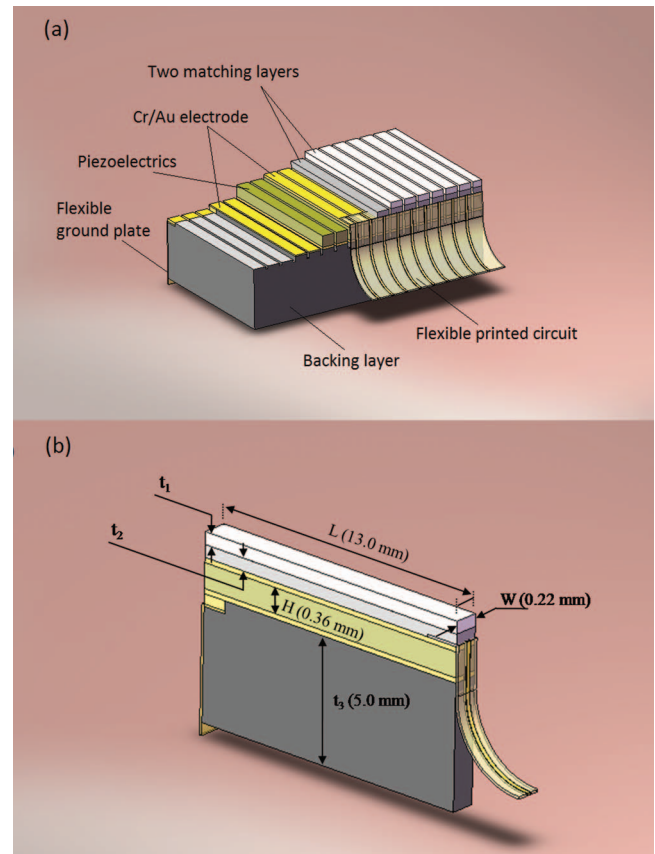 (a)
Two matching layers
Cr/Au electrode
Piezoelectrics
Flexible
ground plate
Flexible printed circuit
Backing layer
(b)
t₁
t₂
L (13.0 mm)
W (0.22 mm)
H (0.36 mm)
t₃ (5.0 mm)